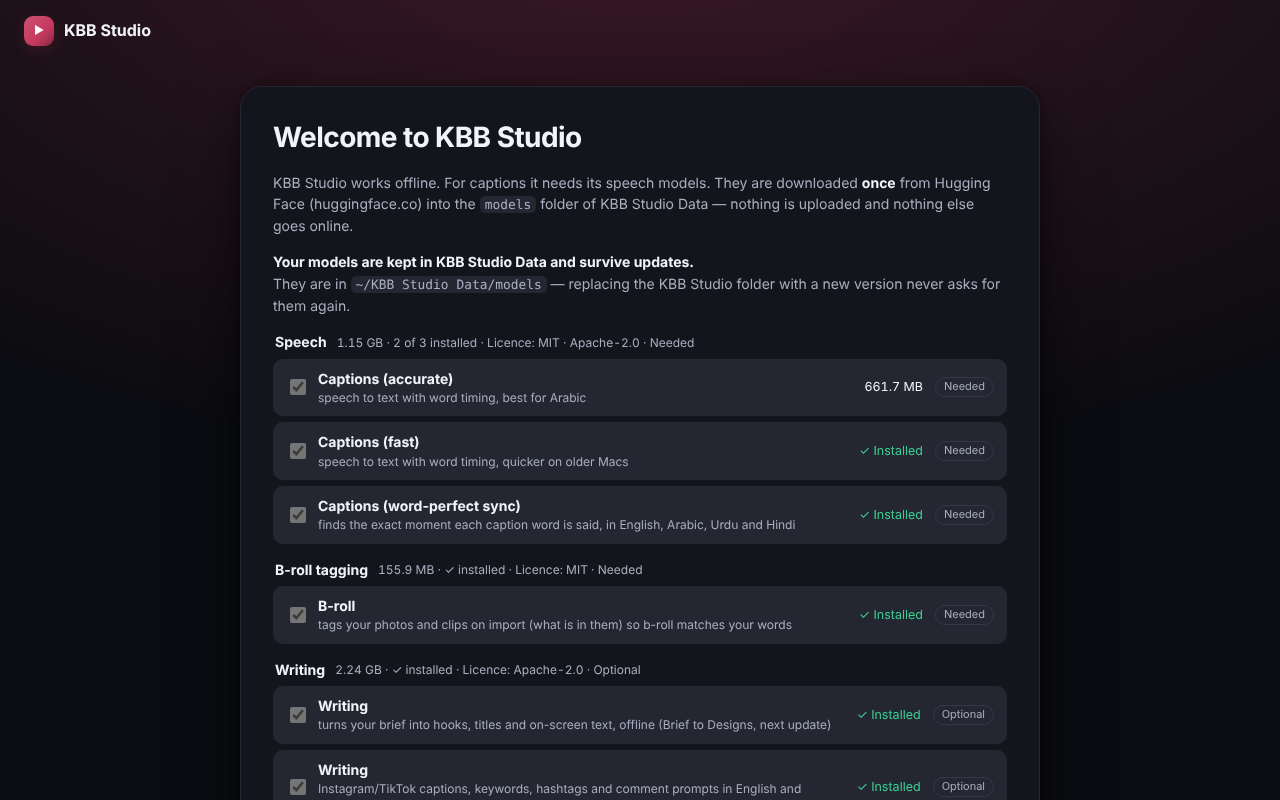 KBB Studio
Welcome to KBB Studio
KBB Studio works offline. For captions it needs its speech models. They are downloaded once from Hugging
Face (huggingface.co) into the models folder of KBB Studio Data — nothing is uploaded and nothing else
goes online.
Your models are kept in KBB Studio Data and survive updates.
They are in ~/KBB Studio Data/models — replacing the KBB Studio folder with a new version never asks for
them again.
Speech 1.15 GB · 2 of 3 installed · Licence: MIT · Apache-2.0 · Needed
Captions (accurate)
speech to text with word timing, best for Arabic
661.7 MB Needed
Captions (fast)
speech to text with word timing, quicker on older Macs
✓ Installed Needed
Captions (word-perfect sync)
finds the exact moment each caption word is said, in English, Arabic, Urdu and Hindi
✓ Installed Needed
B-roll tagging 155.9 MB · ✓ installed · Licence: MIT · Needed
B-roll
tags your photos and clips on import (what is in them) so b-roll matches your words
✓ Installed Needed
Writing 2.24 GB · ✓ installed · Licence: Apache-2.0 · Optional
Writing
turns your brief into hooks, titles and on-screen text, offline (Brief to Designs, next update)
✓ Installed Optional
Writing
Instagram/TikTok captions, keywords, hashtags and comment prompts in English and
✓ Installed Optional